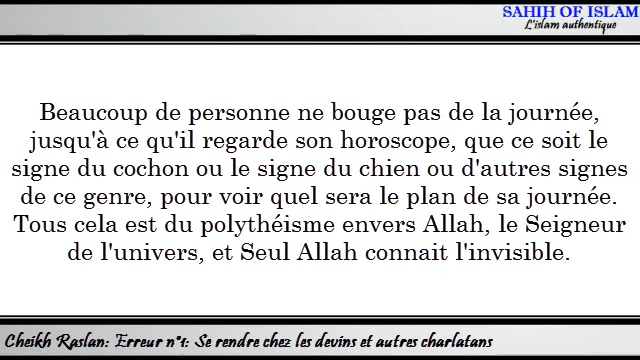 SAHIH OF ISLAM
L'islam authentique
Beaucoup de personne ne bouge pas de la journée,
jusqu'à ce qu'il regarde son horoscope, que ce soit le
signe du cochon ou le signe du chien ou d'autres signes
de ce genre, pour voir quel sera le plan de sa journée.
Tous cela est du polythéisme envers Allah, le Seigneur
de l'univers, et Seul Allah connait l'invisible.
Cheikh Raslan: Erreur n°1: Se rendre chez les devins et autres charlatans